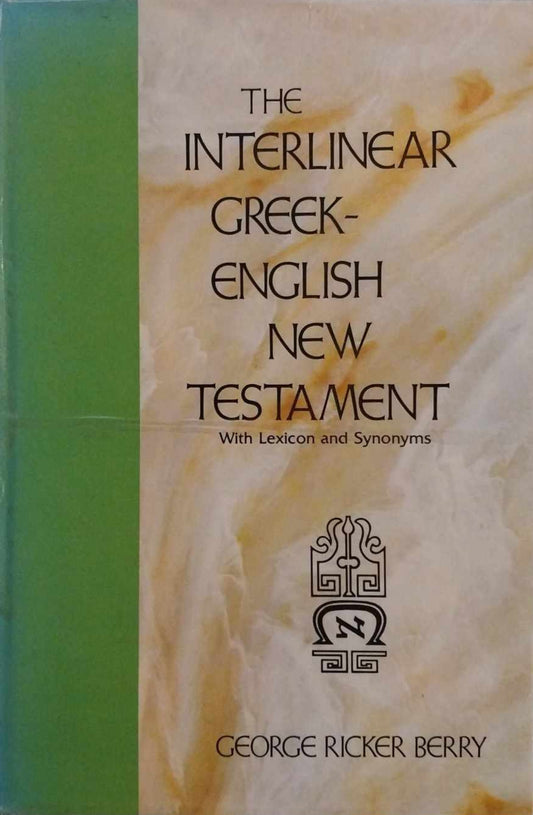 THE
INTERLINEAR
GREEK-
ENGLISH
NEW
TESTAMENT
With Lexicon and Synonyms
GEORGE RICKER BERRY